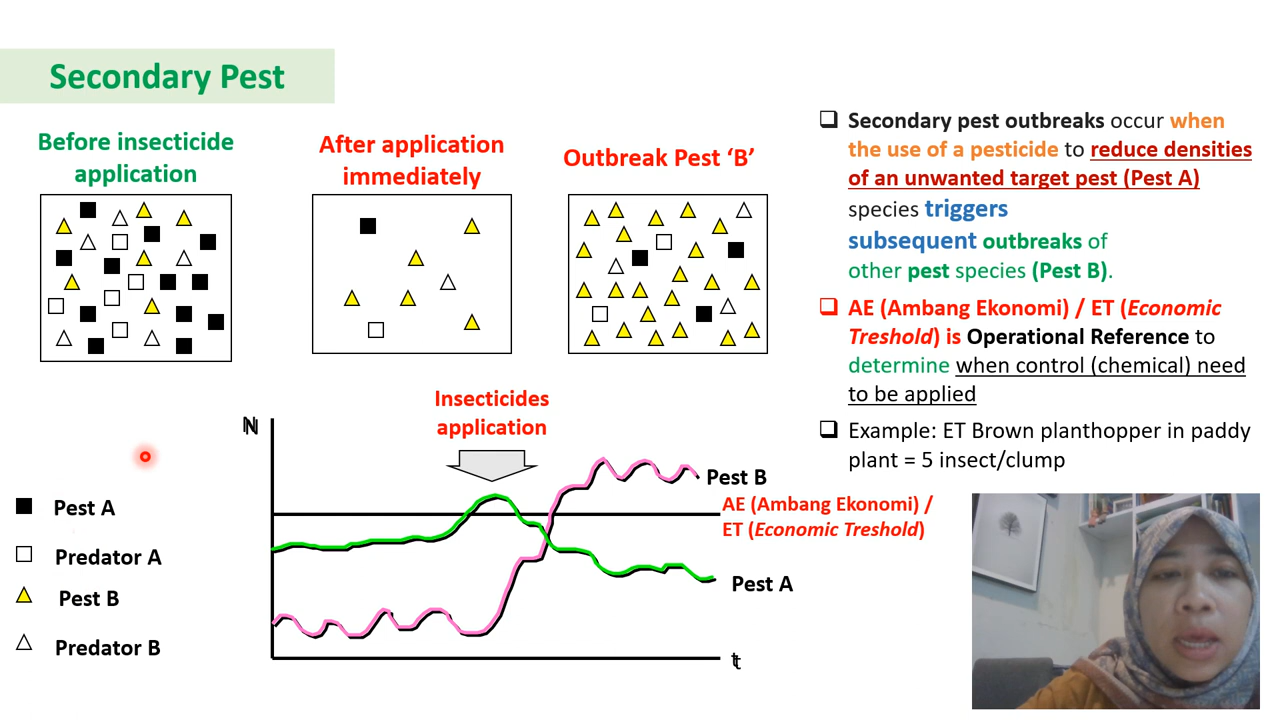 Secondary Pest
Before insecticide
application
After application
immediately
Outbreak Pest ‘B’
Insecticides
application
N
Pest B
AE (Ambang Ekonomi) /
ET (Economic Treshold)
Pest A
t
Pest A
Predator A
Pest B
Predator B
Secondary pest outbreaks occur when
the use of a pesticide to reduce densities
of an unwanted target pest (Pest A)
species triggers
subsequent outbreaks of
other pest species (Pest B).
AE (Ambang Ekonomi) / ET (Economic
Treshold) is Operational Reference to
determine when control (chemical) need
to be applied
Example: ET Brown planthopper in paddy
plant = 5 insect/clump